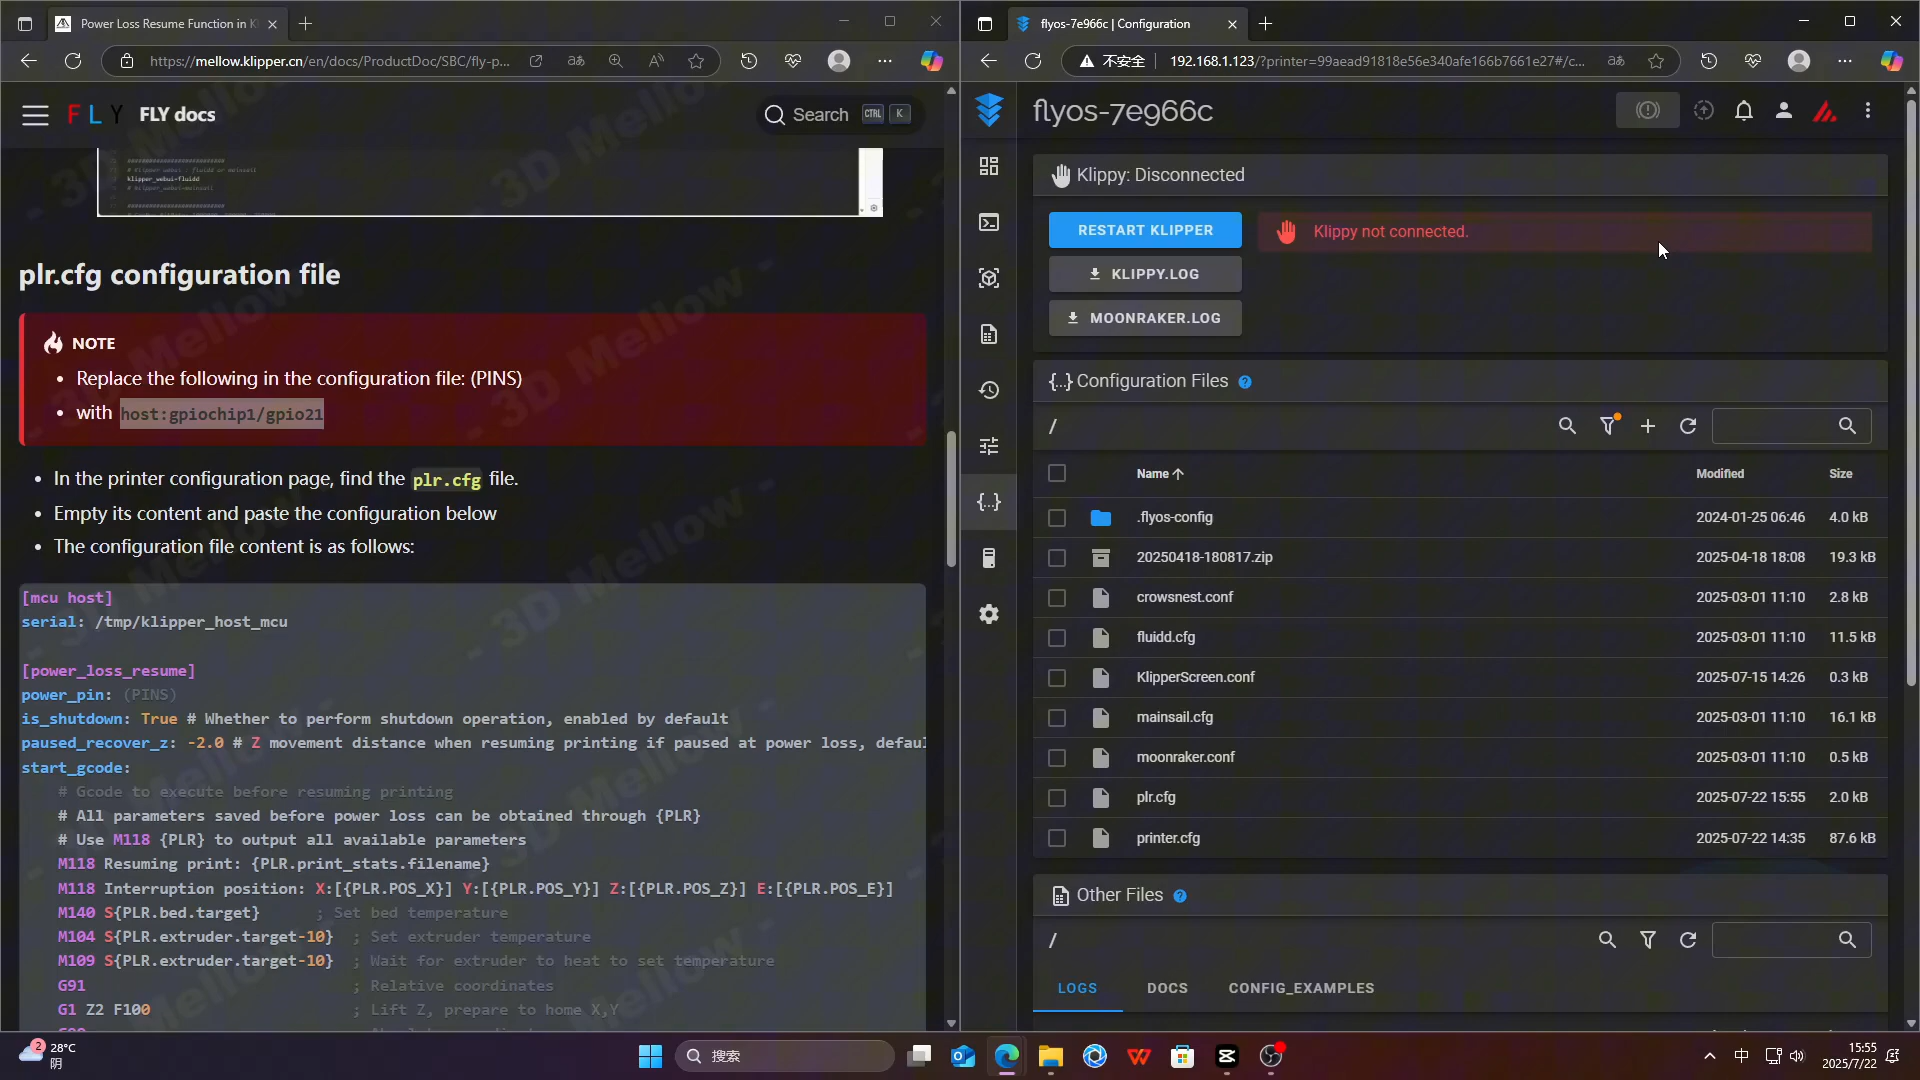 Power Loss Resume Function in K
https://mellow.klipper.cn/en/docs/ProductDoc/SBC/fly-p...
F L Y
FLY docs
Search
CTRL K
klipper_webui=fluidd
plr.cfg configuration file
NOTE
Replace the following in the configuration file: (PINS)
with host:gpiochip1/gpio21
In the printer configuration page, find the plr.cfg file.
Empty its content and paste the configuration below
The configuration file content is as follows:
[mcu host]
serial: /tmp/klipper_host_mcu
[power_loss_resume]
power_pin: (PINS)
is_shutdown: True # Whether to perform shutdown operation, enabled by default
paused_recover_z: -2.0 # Z movement distance when resuming printing if paused at power loss, defaul
start_gcode:
# Gcode to execute before resuming printing
# All parameters saved before power loss can be obtained through {PLR}
# Use M118 {PLR} to output all available parameters
M118 Resuming print: {PLR.print_stats.filename}
M118 Interruption position: X:[{PLR.POS_X}] Y:[{PLR.POS_Y}] Z:[{PLR.POS_Z}] E:[{PLR.POS_E}]
M140 S{PLR.bed.target} ; Set bed temperature
M104 S{PLR.extruder.target-10} ; Set extruder temperature
M109 S{PLR.extruder.target-10} ; Wait for extruder to heat to set temperature
G91 ; Relative coordinates
G1 Z2 F100 ; Lift Z, prepare to home X,Y
- 3D Mellow -
flyos-7e966c | Configuration
不安全
192.168.1.123/?printer=99aead91818e56e340afe166b7661e27#/c...
flyos-7e966c
Klippy: Disconnected
RESTART KLIPPER
Klippy not connected.
KLIPPY.LOG
MOONRAKER.LOG
{...} Configuration Files
/
Name Modified Size
.flyos-config 2024-01-25 06:46 4.0 kB
20250418-180817.zip 2025-04-18 18:08 19.3 kB
crowsnest.conf 2025-03-01 11:10 2.8 kB
fluidd.cfg 2025-03-01 11:10 11.5 kB
KlipperScreen.conf 2025-07-15 14:26 0.3 kB
mainsail.cfg 2025-03-01 11:10 16.1 kB
moonraker.conf 2025-03-01 11:10 0.5 kB
plr.cfg 2025-07-22 15:55 2.0 kB
printer.cfg 2025-07-22 14:35 87.6 kB
Other Files
/
LOGS DOCS CONFIG_EXAMPLES
2
28°C
阴
搜索
中
15:55
2025/7/22